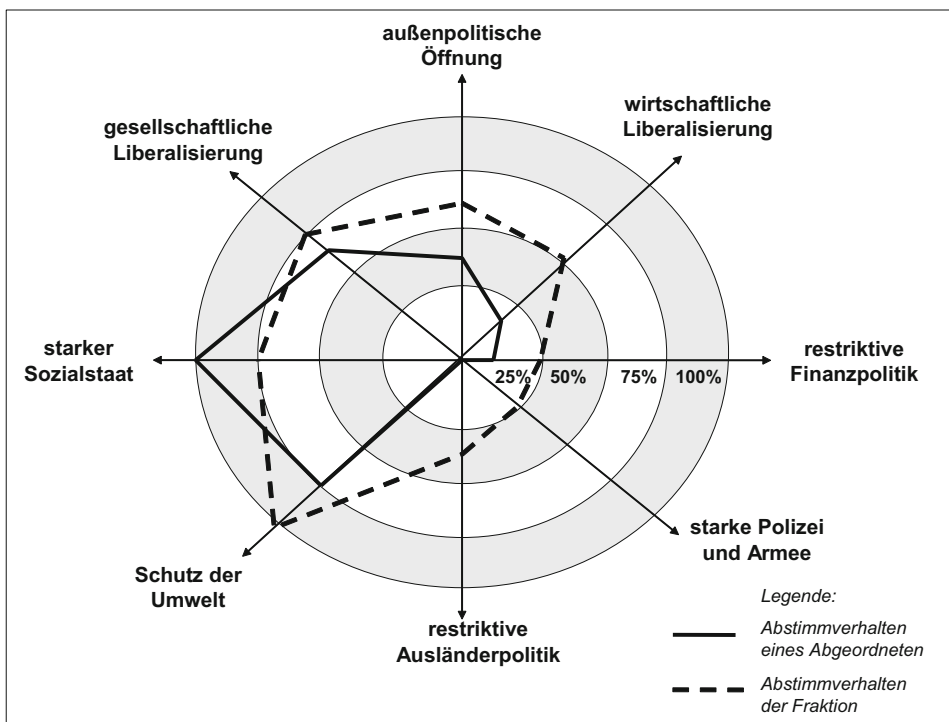 außenpolitische
Öffnung
wirtschaftliche
Liberalisierung
gesellschaftliche
Liberalisierung
starker
Sozialstaat
25% 50% 75% 100%
restriktive
Finanzpolitik
starke Polizei
und Armee
Schutz der
Umwelt
restriktive
Ausländerpolitik
Legende:
Abstimmverhalten
eines Abgeordneten
Abstimmverhalten
der Fraktion